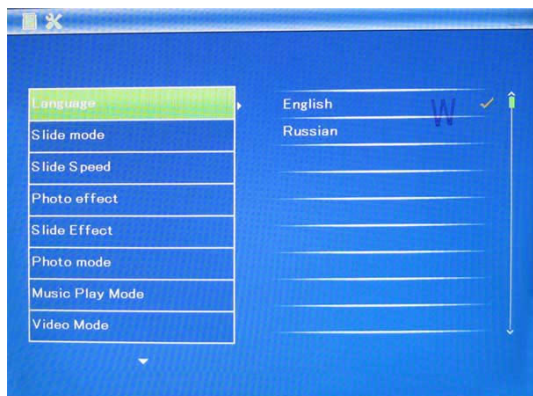 Language
Slide mode
Slide Speed
Photo effect
Slide Effect
Photo mode
Music Play Mode
Video Mode
English
Russian
W